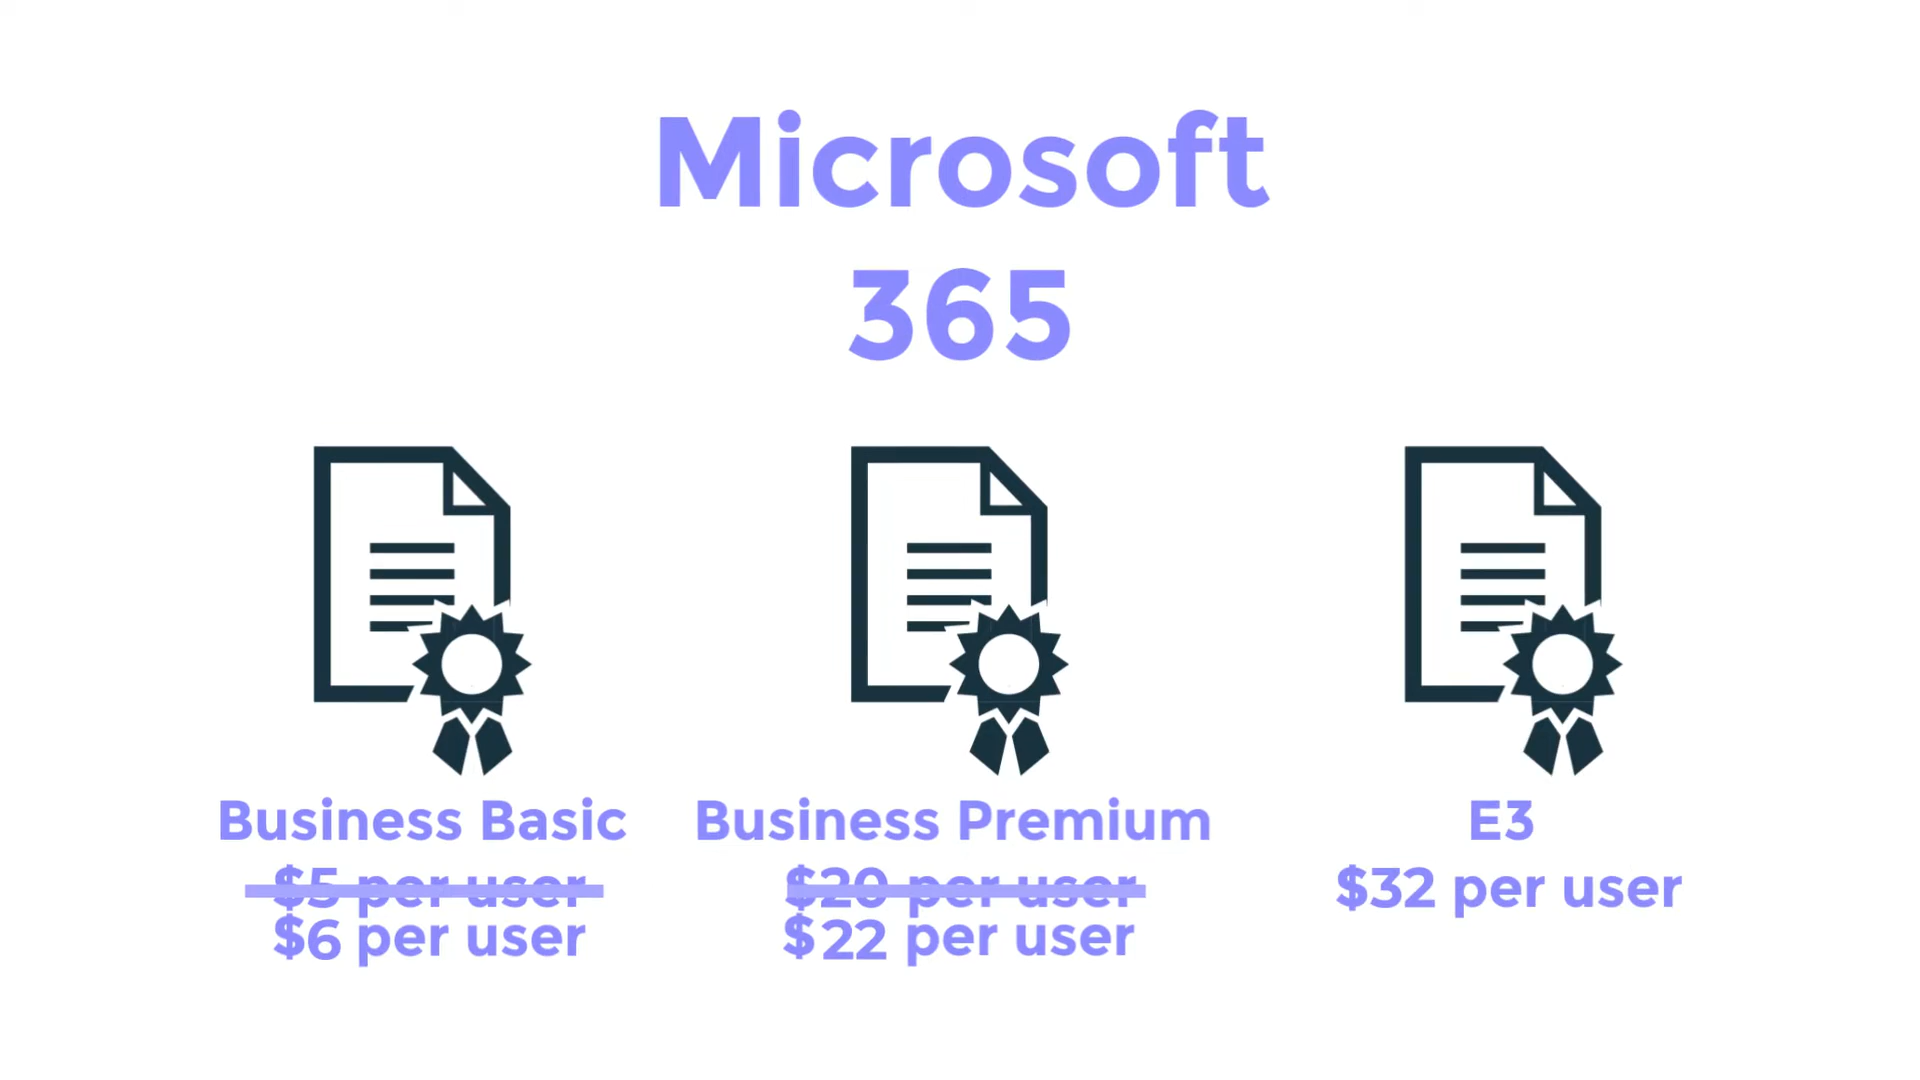 Microsoft
365
Business Basic
$5 per user
$6 per user
Business Premium
$20 per user
$22 per user
E3
$32 per user